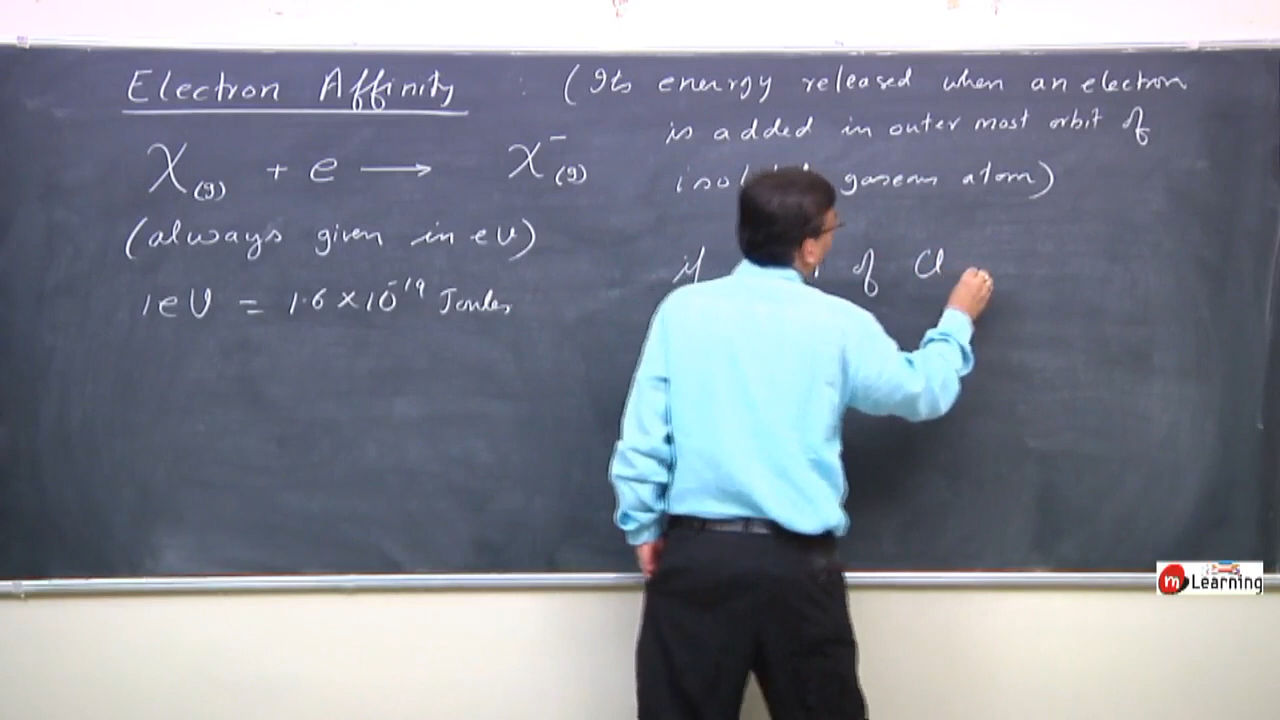 Electron Affinity : (Its energy released when an electron
is added in outer most orbit of
gaseous atom)
X(g) + e ⟶ X⁻(g)
(always given in eV)
1eV = 1.6 × 10⁻¹⁹ Joules
if of Cl
m Learning